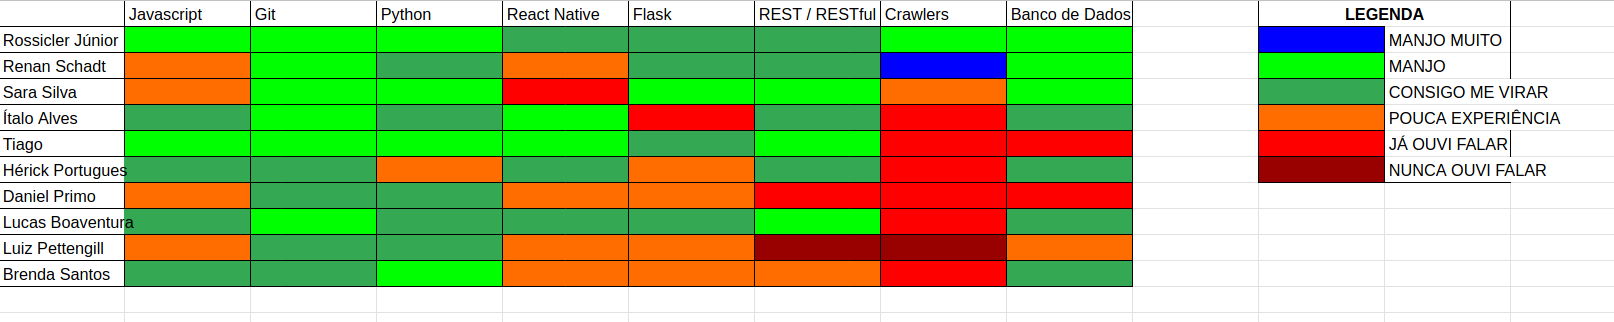 Javascript Git Python React Native Flask REST / RESTful Crawlers Banco de Dados LEGENDA
Rossicler Júnior MANJO MUITO
Renan Schadt MANJO
Sara Silva CONSIGO ME VIRAR
Ítalo Alves POUCA EXPERIÊNCIA
Tiago JÁ OUVI FALAR
Hérick Portugues NUNCA OUVI FALAR
Daniel Primo
Lucas Boaventura
Luiz Pettengill
Brenda Santos